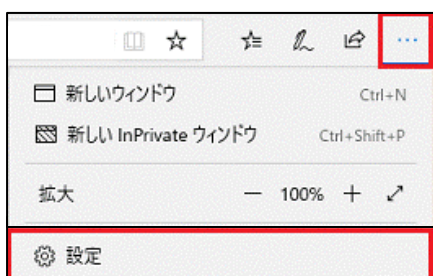 新しいウィンドウ Ctrl+N
新しい InPrivate ウィンドウ Ctrl+Shift+P
拡大 — 100% +
設定